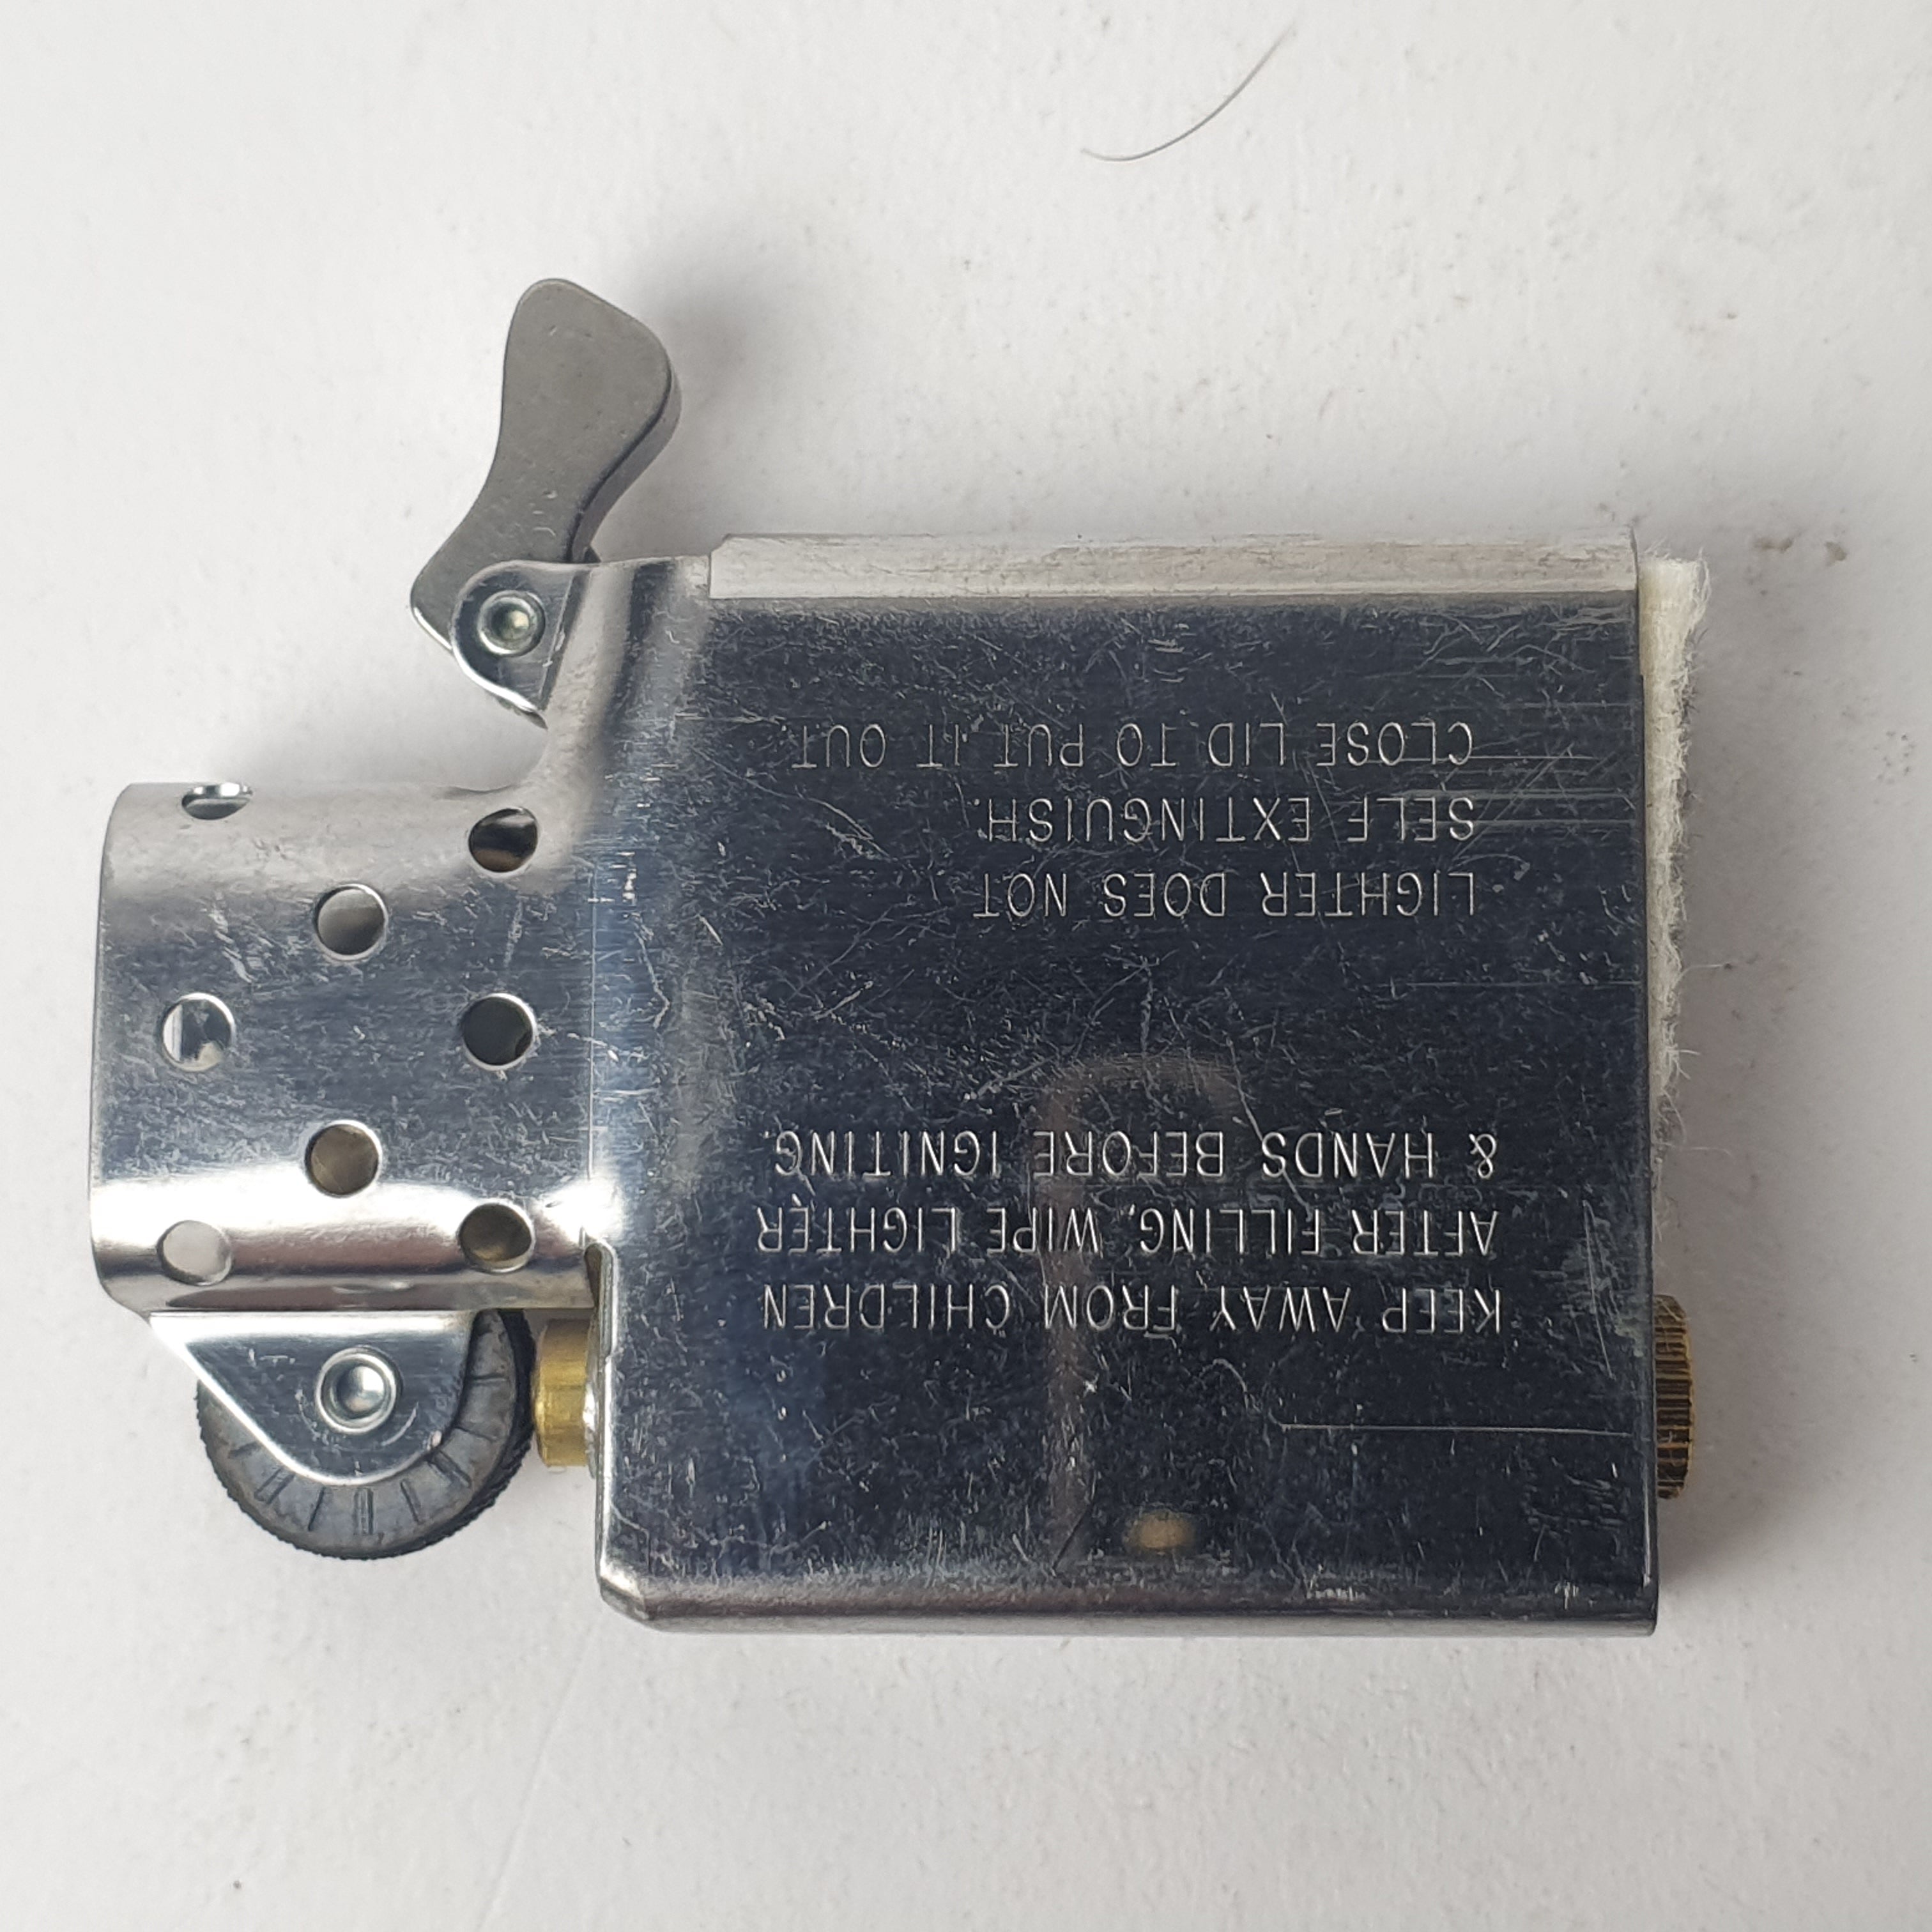 KEEP AWAY FROM CHILDREN
AFTER FILLING, WIPE LIGHTER
& HANDS BEFORE IGNITING.
LIGHTER DOES NOT
SELF EXTINGUISH.
CLOSE LID TO PUT IT OUT.